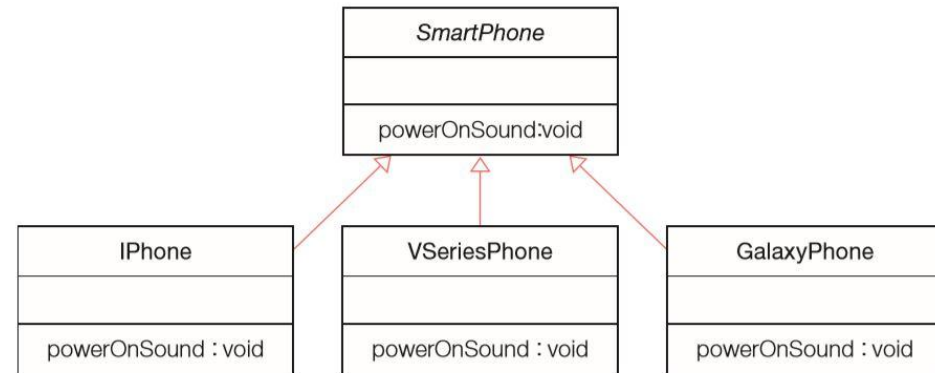 SmartPhone
powerOnSound:void
IPhone
VSeriesPhone
GalaxyPhone
powerOnSound : void
powerOnSound : void
powerOnSound : void